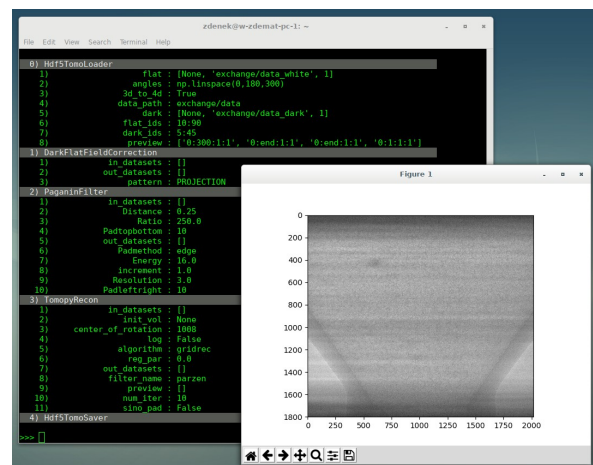 zdenek@w-zdemat-pc-1: ~
File Edit View Search Terminal Help
0) Hdf5TomoLoader
1) flat : [None, 'exchange/data_white', 1]
2) angles : np.linspace(0,180,300)
3) 3d_to_4d : True
4) data_path : exchange/data
5) dark : [None, 'exchange/data_dark', 1]
6) flat_ids : 10:90
7) dark_ids : 5:45
8) preview : ['0:300:1:1', '0:end:1:1', '0:end:1:1', '0:1:1:1']
1) DarkFlatFieldCorrection
1) in_datasets : []
2) out_datasets : []
3) pattern : PROJECTION
2) PaganinFilter
1) in_datasets : []
2) Distance : 0.25
3) Ratio : 250.0
4) Padtopbottom : 10
5) out_datasets : []
6) Padmethod : edge
7) Energy : 16.0
8) increment : 1.0
9) Resolution : 3.0
10) Padleftright : 10
3) TomopyRecon
1) in_datasets : []
2) init_vol : None
3) center_of_rotation : 1008
4) log : False
5) algorithm : gridrec
6) reg_par : 0.0
7) out_datasets : []
8) filter_name : parzen
9) preview : []
10) num_iter : 10
11) sino_pad : False
4) Hdf5TomoSaver
>>>
Figure 1
0
200
400
600
800
1000
1200
1400
1600
1800
0 250 500 750 1000 1250 1500 1750 2000